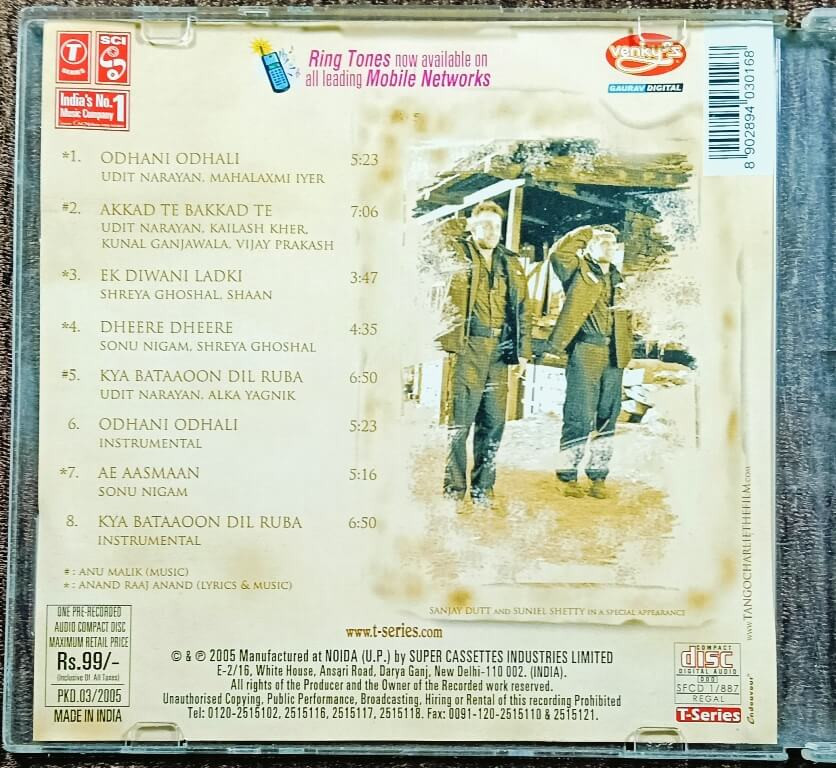 T
SERIES
SCI
India's No.1
Music Company
Ring Tones now available on
all leading Mobile Networks
venky's
GAURAV DIGITAL
8 902894 030168
*1. ODHANI ODHALI 5:23
UDIT NARAYAN, MAHALAXMI IYER
#2. AKKAD TE BAKKAD TE 7:06
UDIT NARAYAN, KAILASH KHER,
KUNAL GANJAWALA, VIJAY PRAKASH
*3. EK DIWANI LADKI 3:47
SHREYA GHOSHAL, SHAAN
*4. DHEERE DHEERE 4:35
SONU NIGAM, SHREYA GHOSHAL
#5. KYA BATAAOON DIL RUBA 6:50
UDIT NARAYAN, ALKA YAGNIK
6. ODHANI ODHALI 5:23
INSTRUMENTAL
*7. AE AASMAAN 5:16
SONU NIGAM
8. KYA BATAAOON DIL RUBA 6:50
INSTRUMENTAL
# : ANU MALIK (MUSIC)
* : ANAND RAAJ ANAND (LYRICS & MUSIC)
SANJAY DUTT AND SUNIEL SHETTY IN A SPECIAL APPEARANCE
www.TANGOCHARLIETHEFILM.com
ONE PRE-RECORDED
AUDIO COMPACT DISC
MAXIMUM RETAIL PRICE
Rs.99/-
(Inclusive Of All Taxes)
PKD.03/2005
MADE IN INDIA
www.t-series.com
© & ℗ 2005 Manufactured at NOIDA (U.P.) by SUPER CASSETTES INDUSTRIES LIMITED
E-2/16, White House, Ansari Road, Darya Ganj, New Delhi-110 002. (INDIA).
All rights of the Producer and the Owner of the Recorded work reserved.
Unauthorised Copying, Public Performance, Broadcasting, Hiring or Rental of this recording Prohibited
Tel: 0120-2515102, 2515116, 2515117, 2515118. Fax: 0091-120-2515110 & 2515121.
COMPACT
disc
DIGITAL AUDIO
DDD
SFCD 1/887
REGAL
T-Series
Endeavour